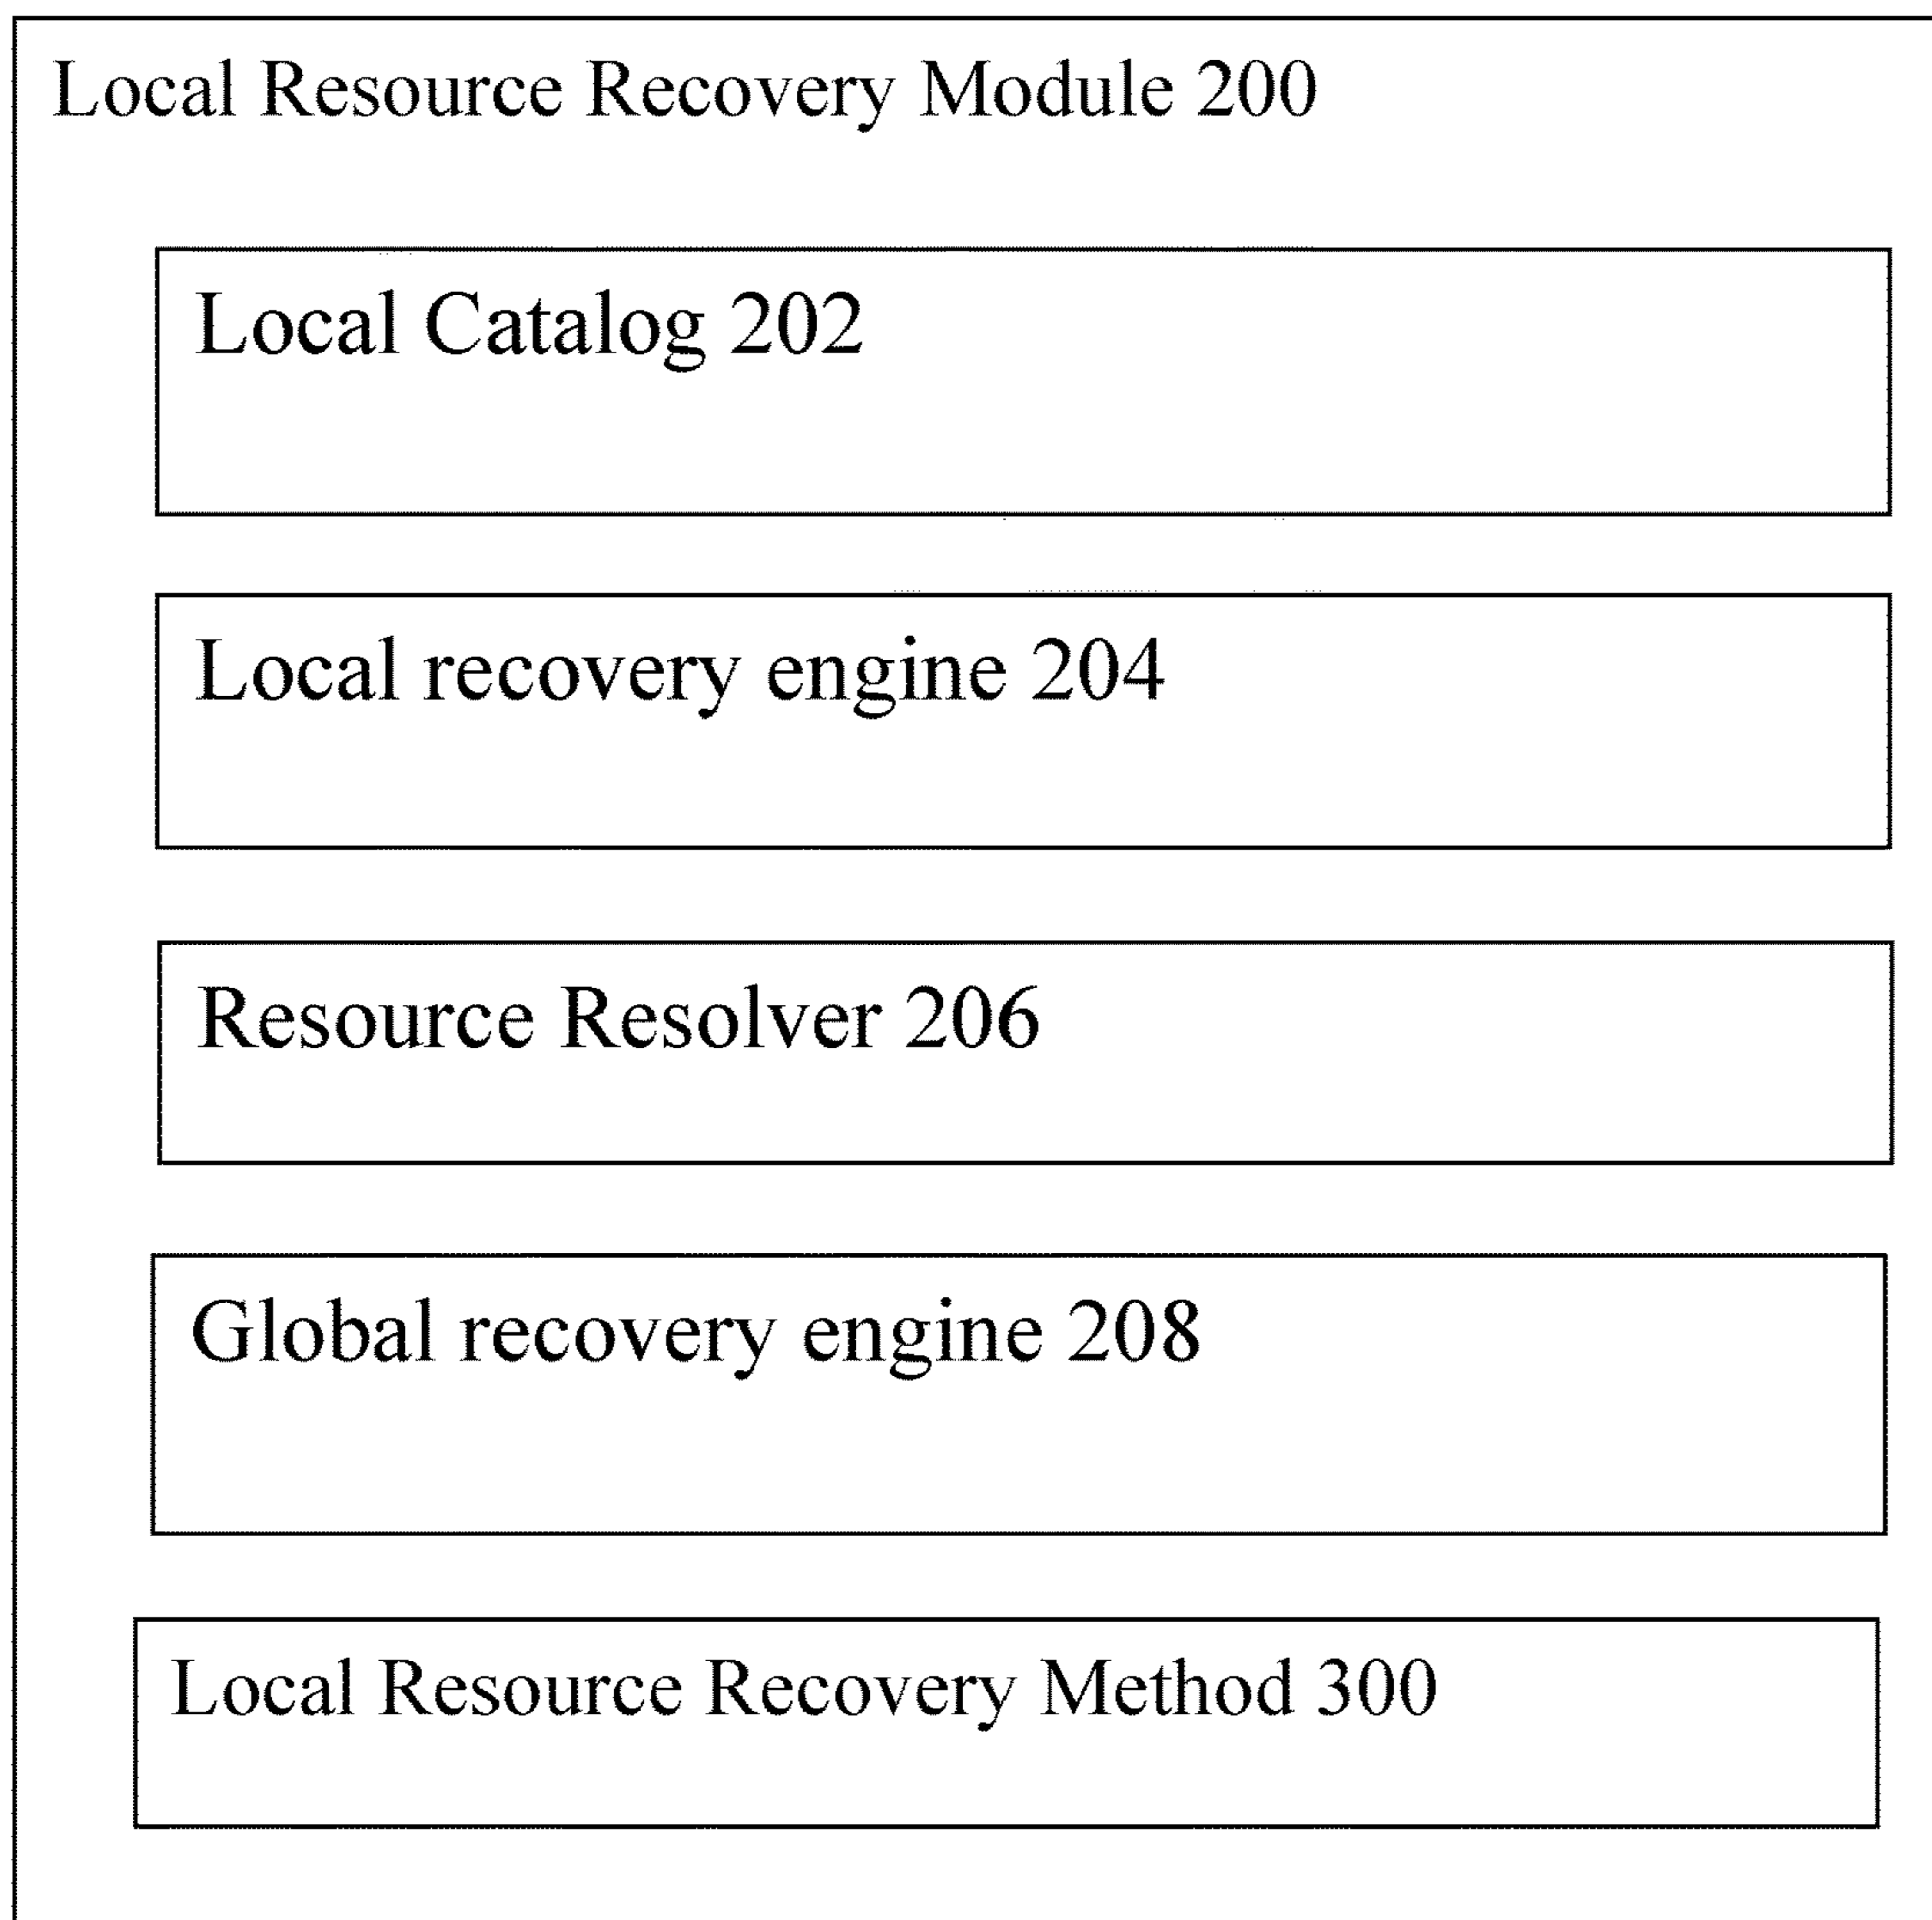 Local Resource Recovery Module 200
Local Catalog 202
Local recovery engine 204
Resource Resolver 206
Global recovery engine 208
Local Resource Recovery Method 300